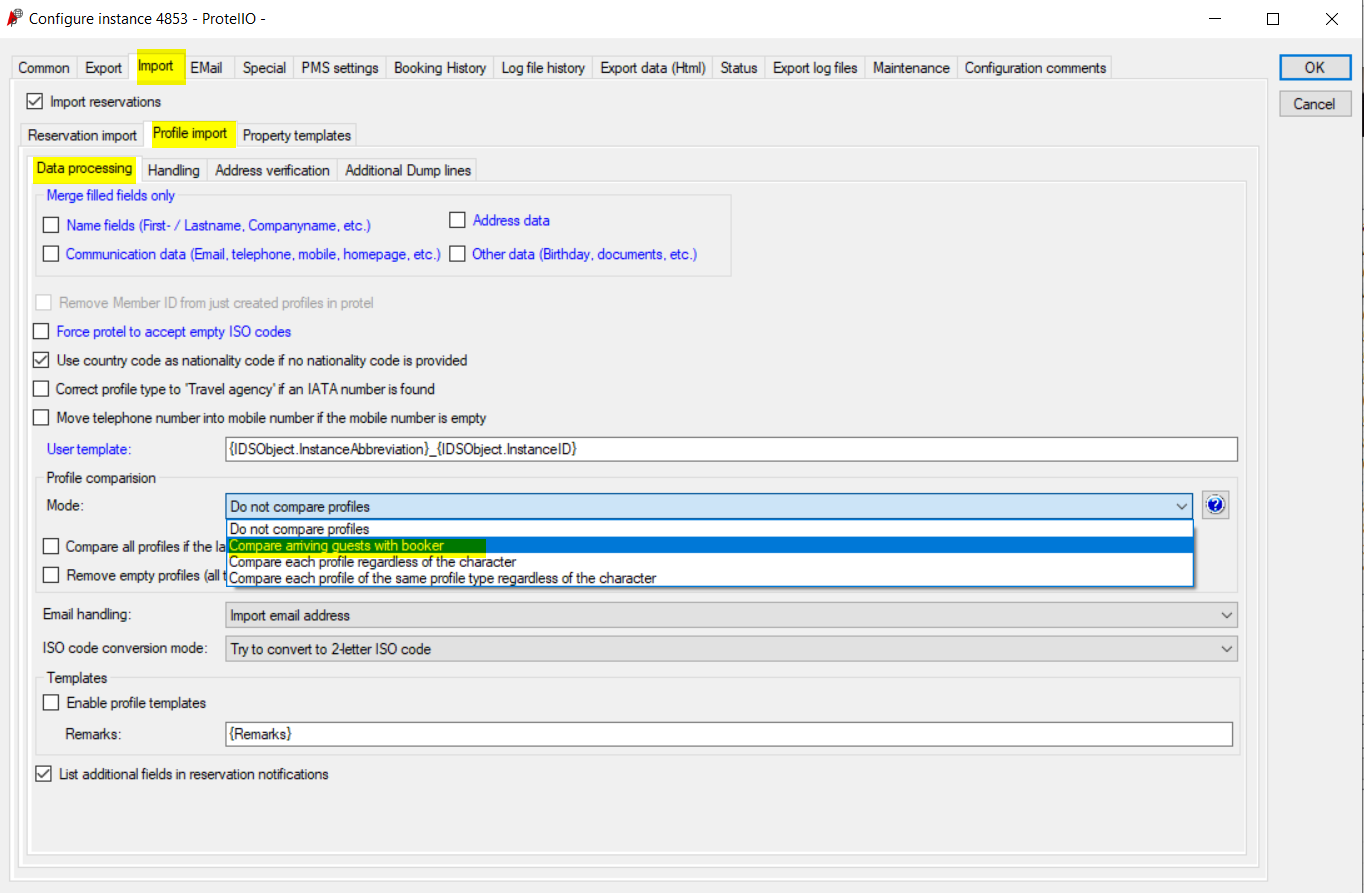 Configure instance 4853 - ProtelIO -
Common Export Import EMail Special PMS settings Booking History Log file history Export data (Html) Status Export log files Maintenance Configuration comments
OK
Cancel
Import reservations
Reservation import Profile import Property templates
Data processing Handling Address verification Additional Dump lines
Merge filled fields only
Name fields (First- / Lastname, Companyname, etc.) Address data
Communication data (Email, telephone, mobile, homepage, etc.) Other data (Birthday, documents, etc.)
Remove Member ID from just created profiles in protel
Force protel to accept empty ISO codes
Use country code as nationality code if no nationality code is provided
Correct profile type to 'Travel agency' if an IATA number is found
Move telephone number into mobile number if the mobile number is empty
User template: {IDSObject.InstanceAbbreviation}_{IDSObject.InstanceID}
Profile comparision
Mode: Do not compare profiles
Do not compare profiles
Compare all profiles if the la Compare arriving guests with booker
Compare each profile regardless of the character
Remove empty profiles (all t Compare each profile of the same profile type regardless of the character
Email handling: Import email address
ISO code conversion mode: Try to convert to 2-letter ISO code
Templates
Enable profile templates
Remarks: {Remarks}
List additional fields in reservation notifications